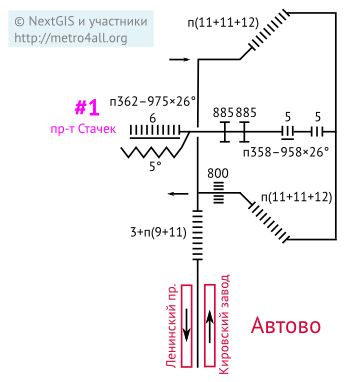 © NextGIS и участники
http://metro4all.org
п(11+11+12)
п362–975×26°
#1
6
885 885
5
5
пр-т Стачек
5°
п358–958×26°
800
п(11+11+12)
3+п(9+11)
Ленинский пр.
Кировский завод
Автово